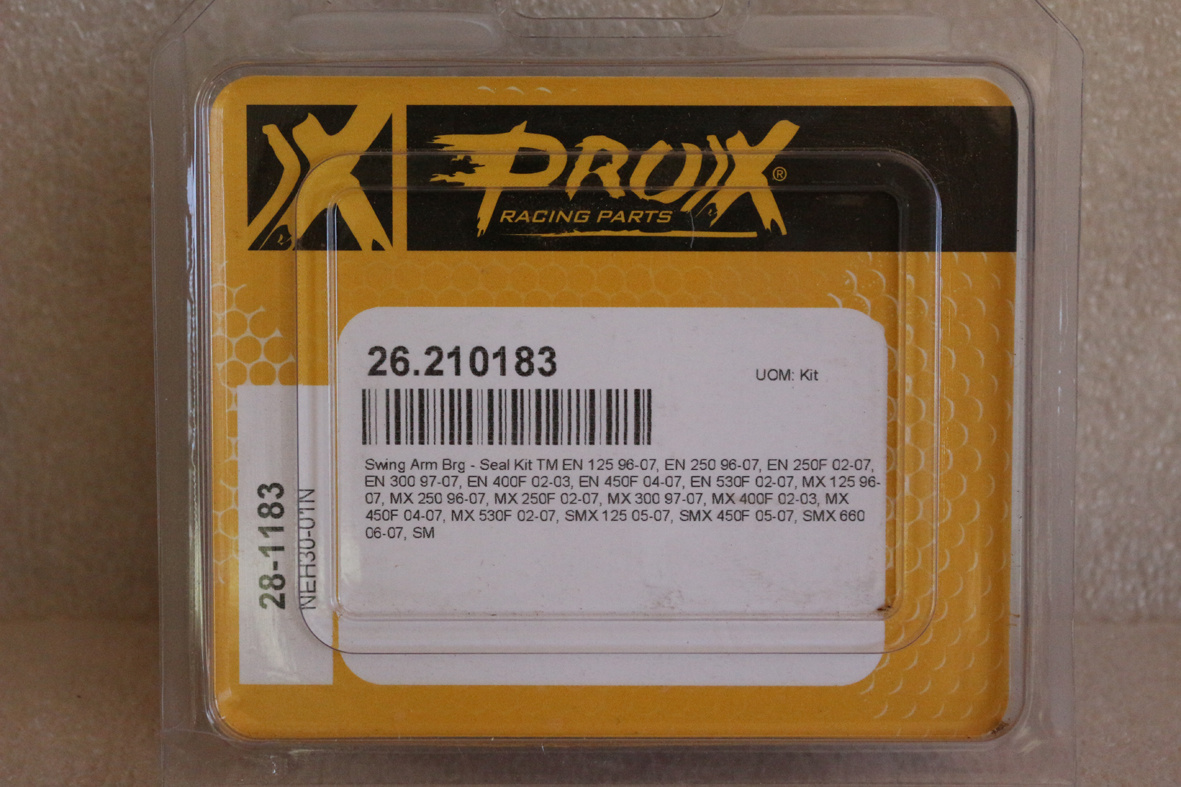 PROX®
RACING PARTS
26.210183
UOM: Kit
Swing Arm Brg - Seal Kit TM EN 125 96-07, EN 250 96-07, EN 250F 02-07,
EN 300 97-07, EN 400F 02-03, EN 450F 04-07, EN 530F 02-07, MX 125 96-
07, MX 250 96-07, MX 250F 02-07, MX 300 97-07, MX 400F 02-03, MX
450F 04-07, MX 530F 02-07, SMX 125 05-07, SMX 450F 05-07, SMX 660
06-07, SM
28-1183
NEH30-01N